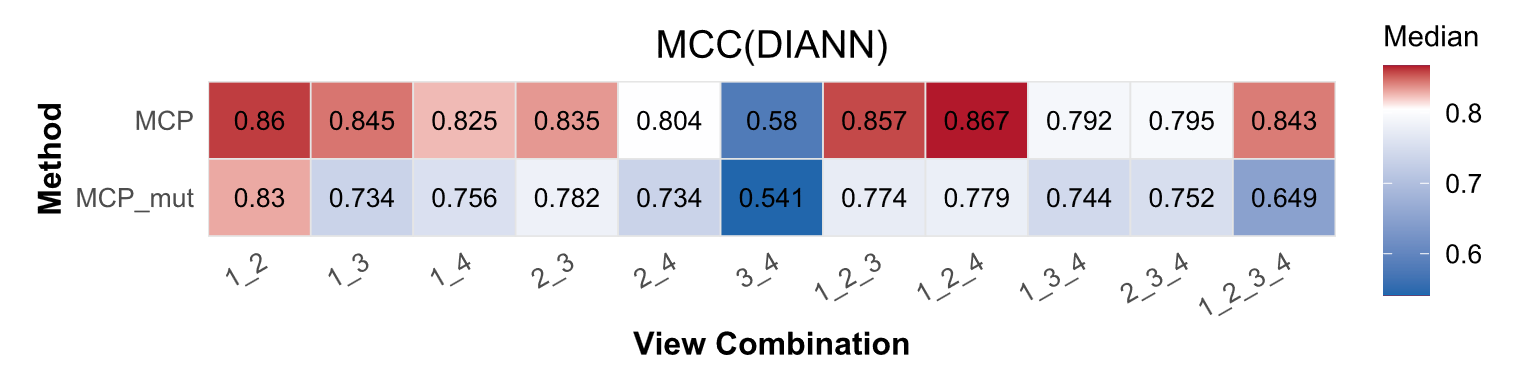 MCC(DIANN)
Median
Method
MCP
0.86 0.845 0.825 0.835 0.804 0.58 0.857 0.867 0.792 0.795 0.843
MCP_mut
0.83 0.734 0.756 0.782 0.734 0.541 0.774 0.779 0.744 0.752 0.649
1_2 1_3 1_4 2_3 2_4 3_4 1_2_3 1_2_4 1_3_4 2_3_4 1_2_3_4
View Combination
0.8
0.7
0.6